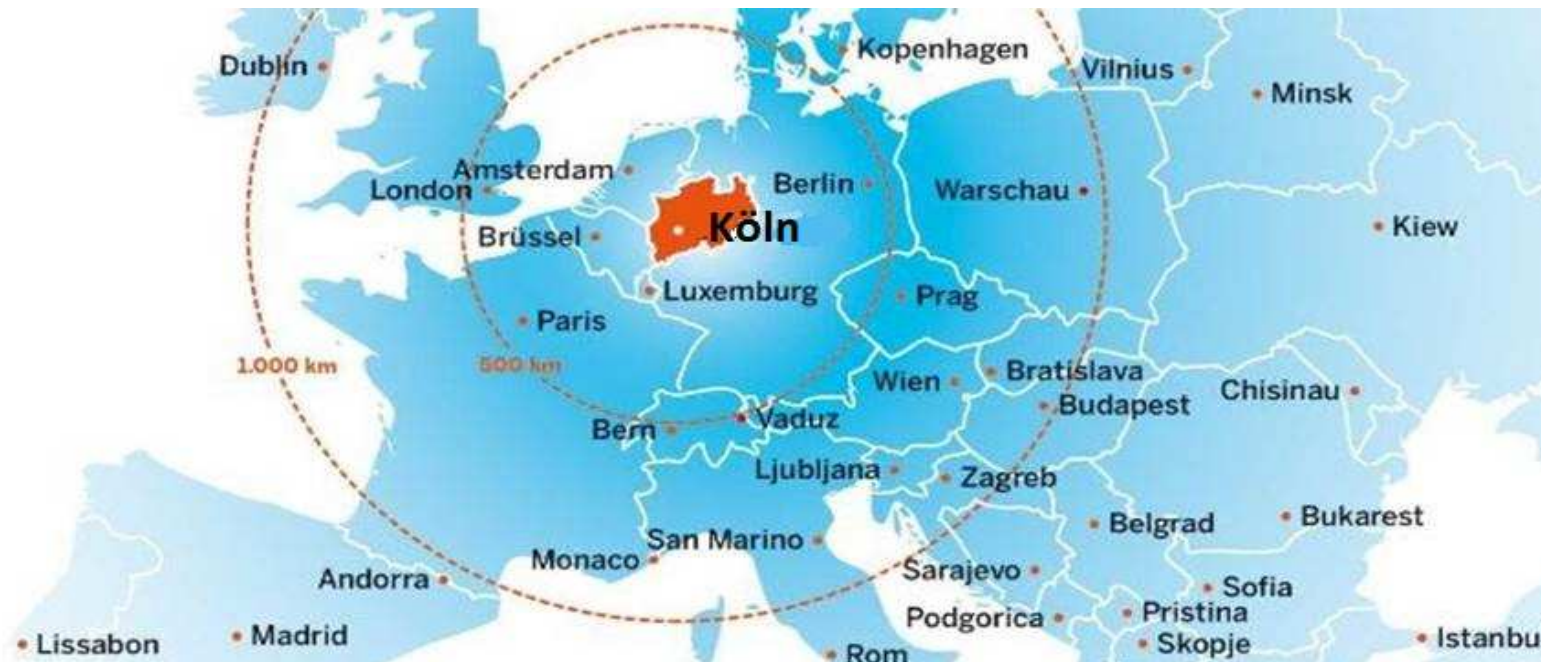 Kopenhagen
Dublin
Vilnius
Minsk
Amsterdam
London
Berlin
Warschau
Köln
Kiew
Brüssel
Luxemburg
Prag
Paris
1.000 km
500 km
Wien
Bratislava
Chisinau
Budapest
Vaduz
Bern
Ljubljana
Zagreb
Belgrad
Bukarest
San Marino
Monaco
Sarajevo
Andorra
Sofia
Pristina
Podgorica
Madrid
Lissabon
Skopje
Istanbu
Rom